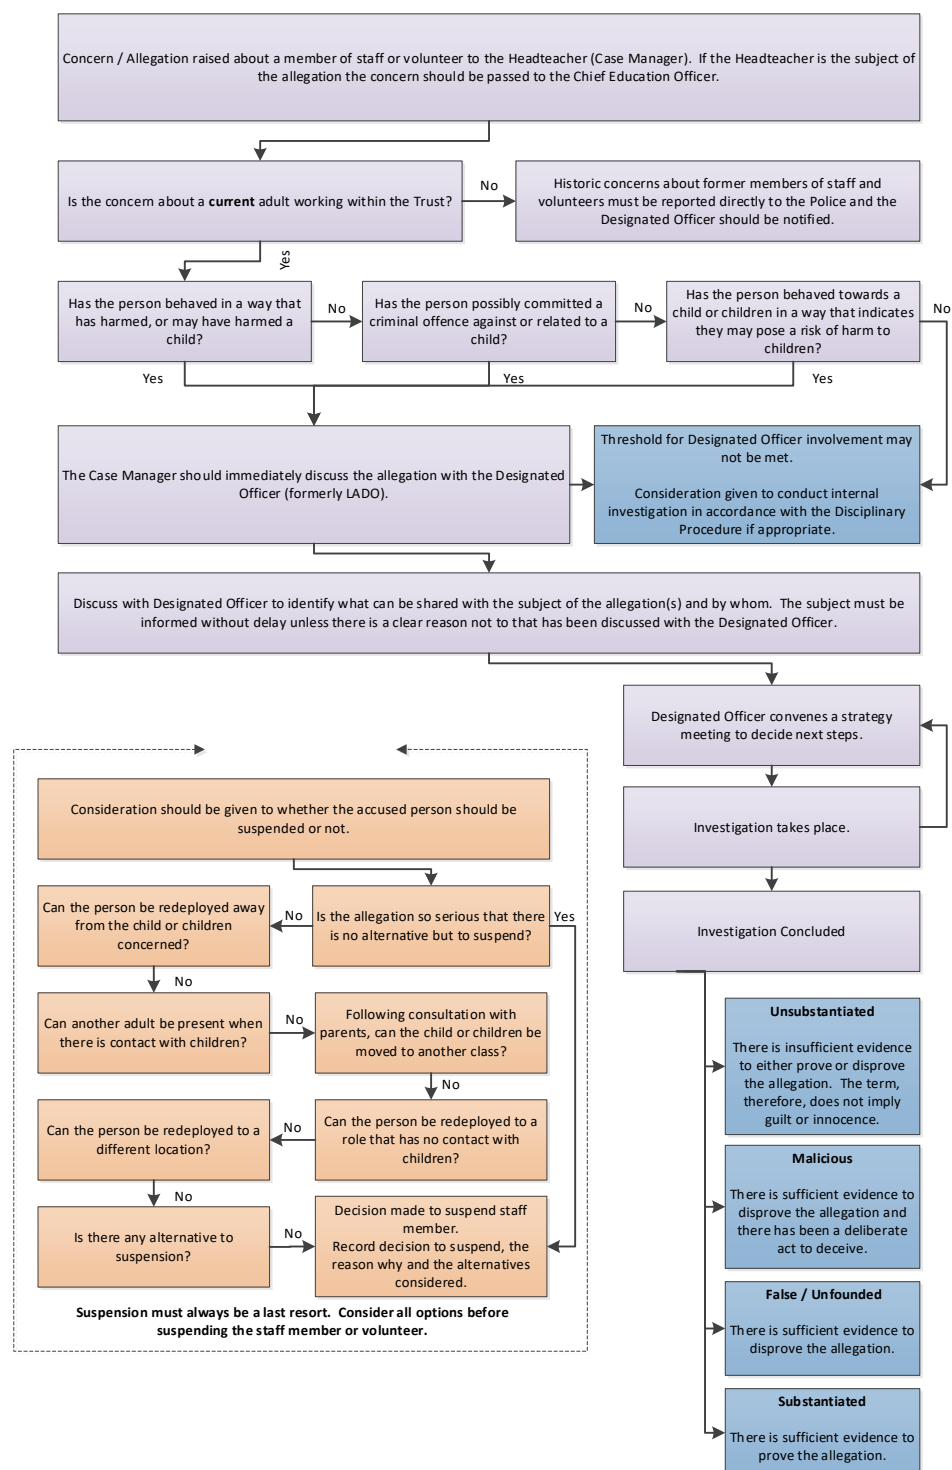 Concern / Allegation raised about a member of staff or volunteer to the Headteacher (Case Manager).  If the Headteacher is the subject of
the allegation the concern should be passed to the Chief Education Officer.
Is the concern about a current adult working within the Trust?
No
Historic concerns about former members of staff and
volunteers must be reported directly to the Police and the
Designated Officer should be notified.
Yes
Has the person behaved in a way that
has harmed, or may have harmed a
child?
No
Has the person possibly committed a
criminal offence against or related to a
child?
No
Has the person behaved towards a
child or children in a way that indicates
they may pose a risk of harm to
children?
No
Yes
Yes
Yes
The Case Manager should immediately discuss the allegation with the Designated
Officer (formerly LADO).
Threshold for Designated Officer involvement may
not be met.
Consideration given to conduct internal
investigation in accordance with the Disciplinary
Procedure if appropriate.
Discuss with Designated Officer to identify what can be shared with the subject of the allegation(s) and by whom.  The subject must be
informed without delay unless there is a clear reason not to that has been discussed with the Designated Officer.
Designated Officer convenes a strategy
meeting to decide next steps.
Investigation takes place.
Investigation Concluded
Consideration should be given to whether the accused person should be
suspended or not.
Can the person be redeployed away
from the child or children
concerned?
No
Is the allegation so serious that there
is no alternative but to suspend?
Yes
No
Can another adult be present when
there is contact with children?
No
Following consultation with
parents, can the child or children be
moved to another class?
No
Can the person be redeployed to a
different location?
No
Can the person be redeployed to a
role that has no contact with
children?
No
Is there any alternative to
suspension?
No
Decision made to suspend staff
member.
Record decision to suspend, the
reason why and the alternatives
considered.
Suspension must always be a last resort.  Consider all options before
suspending the staff member or volunteer.
Unsubstantiated
There is insufficient evidence
to either prove or disprove
the allegation.  The term,
therefore, does not imply
guilt or innocence.
Malicious
There is sufficient evidence to
disprove the allegation and
there has been a deliberate
act to deceive.
False / Unfounded
There is sufficient evidence to
disprove the allegation.
Substantiated
There is sufficient evidence to
prove the allegation.